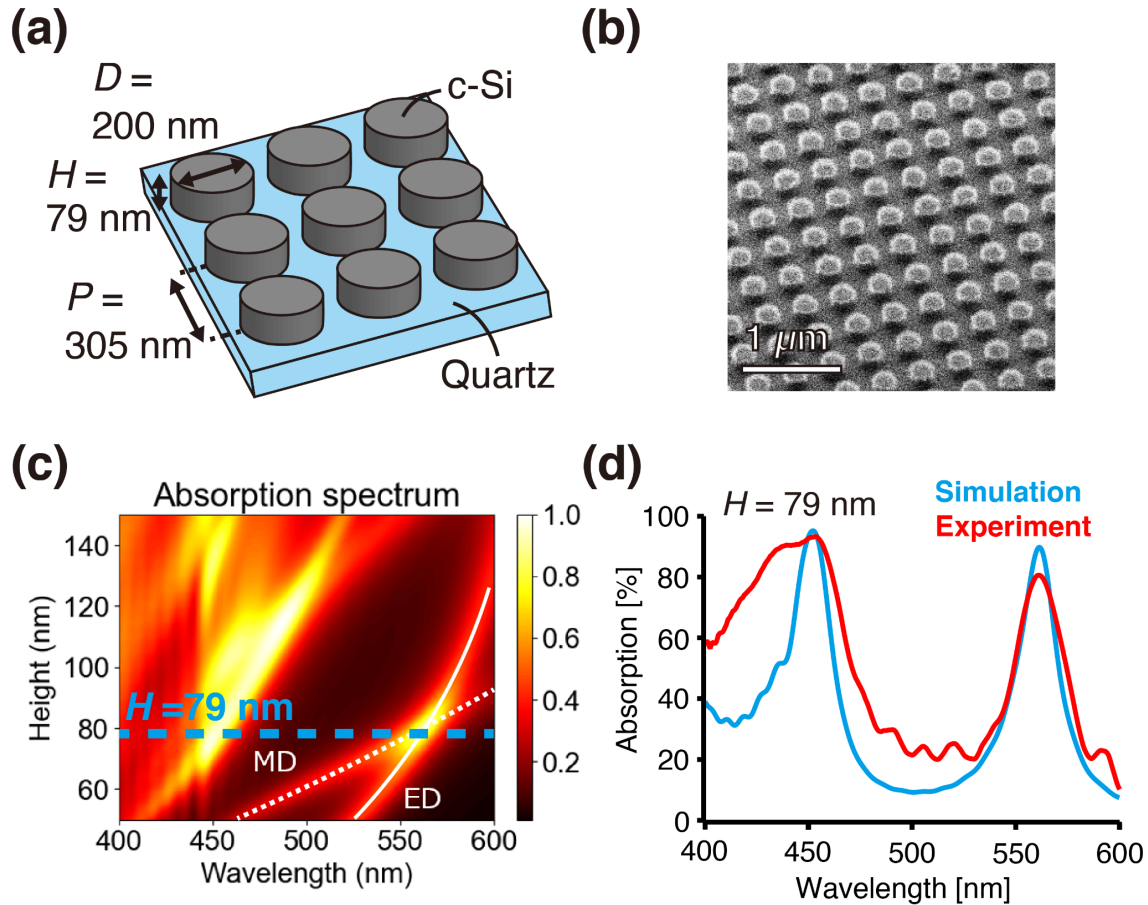 (a)
D =
200 nm
H =
79 nm
P =
305 nm
c-Si
Quartz
(b)
1 µm
(c)
Absorption spectrum
Height (nm)
140
120
100
80
60
H =79 nm
MD
ED
400
450
500
550
600
Wavelength (nm)
1.0
0.8
0.6
0.4
0.2
(d)
H = 79 nm
Simulation
Experiment
Absorption [%]
100
80
60
40
20
0
400
450
500
550
600
Wavelength [nm]